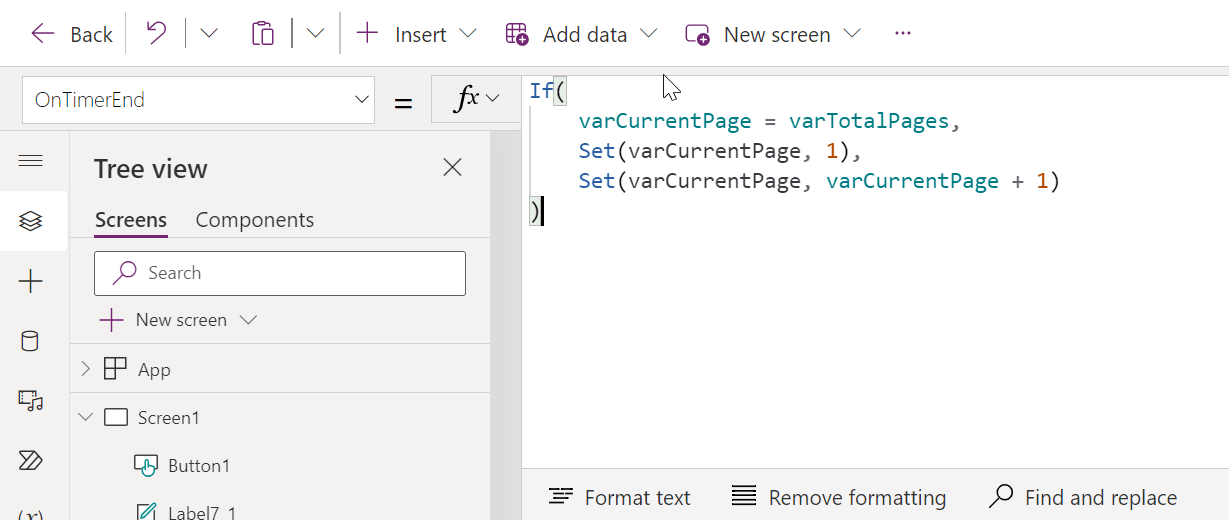 Back Insert Add data New screen ...
OnTimerEnd = fx
If(
varCurrentPage = varTotalPages,
Set(varCurrentPage, 1),
Set(varCurrentPage, varCurrentPage + 1)
)
Tree view
Screens Components
Search
New screen
App
Screen1
Button1
Label7_1
(x)
Format text Remove formatting Find and replace